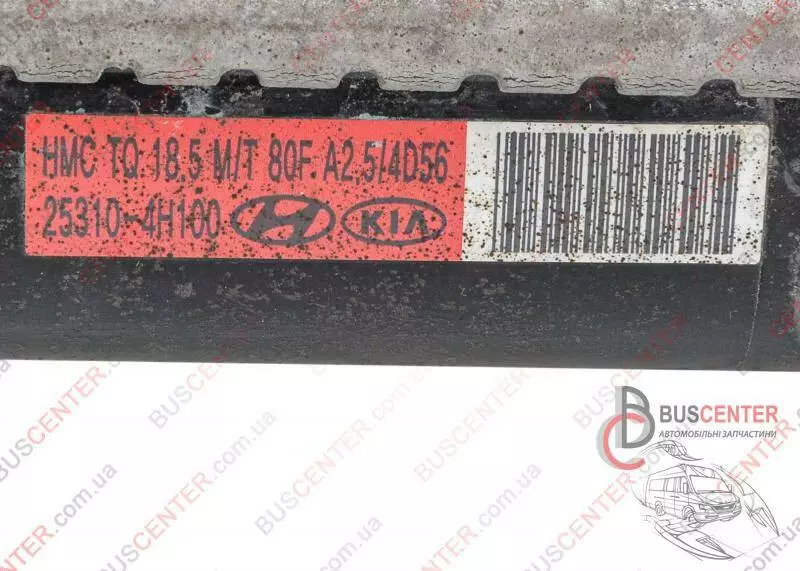 HMC TQ 18.5 M/T 80F. A2.5/4D56
25310-4H100 KIA
BUSCENTER
АВТОМОБІЛЬНІ ЗАПЧАСТИНИ
BUSCENTER.com.ua